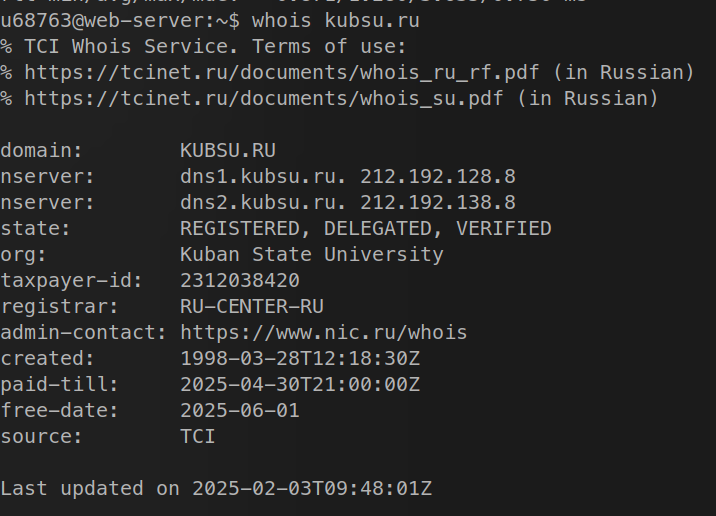 u68763@web-server:~$ whois kubsu.ru
% TCI Whois Service. Terms of use:
% https://tcinet.ru/documents/whois_ru_rf.pdf (in Russian)
% https://tcinet.ru/documents/whois_su.pdf (in Russian)
domain: KUBSU.RU
nserver: dns1.kubsu.ru. 212.192.128.8
nserver: dns2.kubsu.ru. 212.192.138.8
state: REGISTERED, DELEGATED, VERIFIED
org: Kuban State University
taxpayer-id: 2312038420
registrar: RU-CENTER-RU
admin-contact: https://www.nic.ru/whois
created: 1998-03-28T12:18:30Z
paid-till: 2025-04-30T21:00:00Z
free-date: 2025-06-01
source: TCI
Last updated on 2025-02-03T09:48:01Z